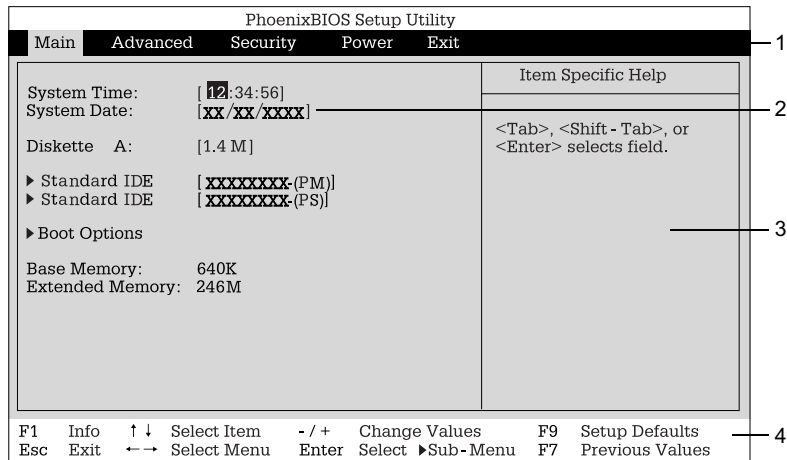 PhoenixBIOS Setup Utility
Main Advanced Security Power Exit
1
Item Specific Help
System Time: [12:34:56]
System Date: [xx/xx/xxxx]
2
<Tab>, <Shift-Tab>, or
<Enter> selects field.
Diskette A: [1.4 M]
▶ Standard IDE [XXXXXXXX-(PM)]
▶ Standard IDE [XXXXXXXX-(PS)]
3
▶ Boot Options
Base Memory: 640K
Extended Memory: 246M
F1 Info ↑ ↓ Select Item - / + Change Values F9 Setup Defaults
4
Esc Exit ← → Select Menu Enter Select ▶Sub-Menu F7 Previous Values